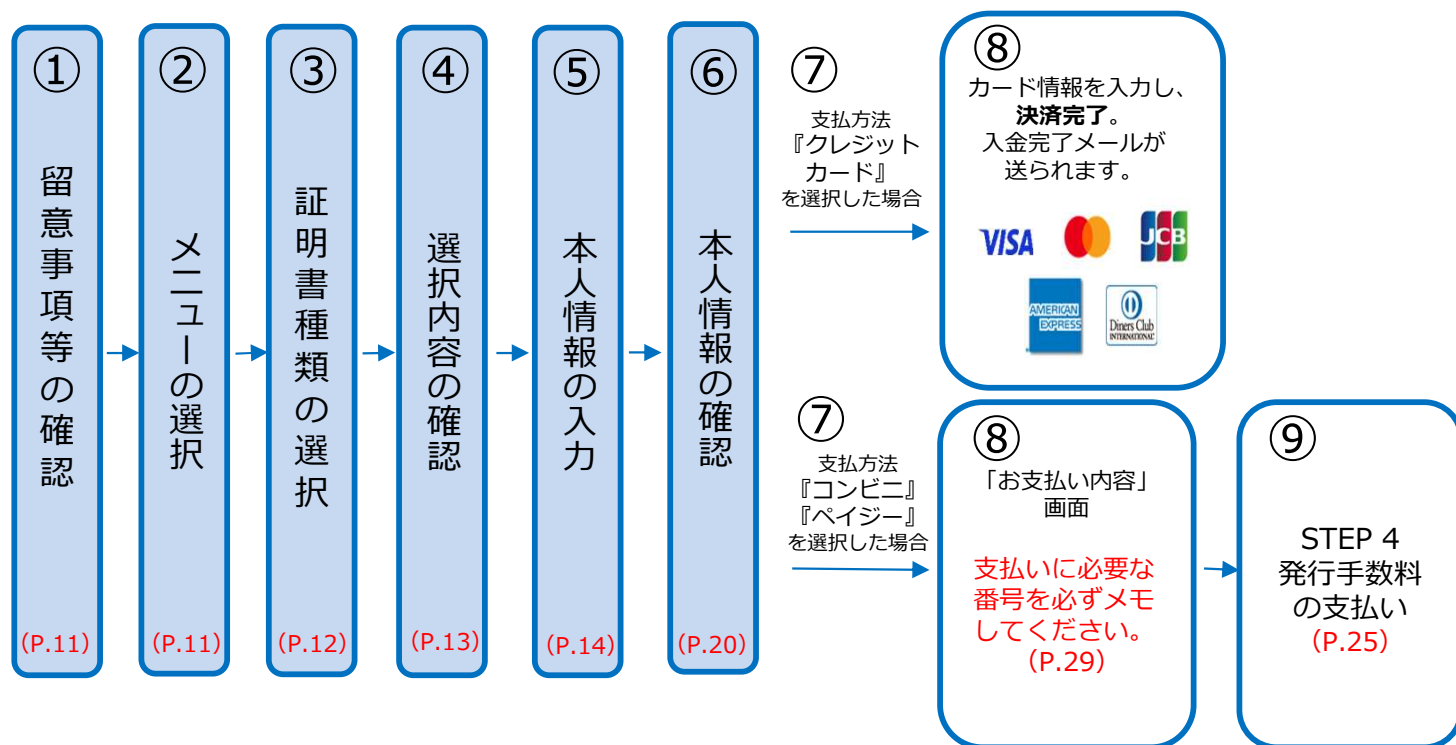 ①
留意事項等の確認
（P.11）
②
メニューの選択
（P.11）
③
証明書種類の選択
（P.12）
④
選択内容の確認
（P.13）
⑤
本人情報の入力
（P.14）
⑥
本人情報の確認
（P.20）
⑦
支払方法
『クレジット
カード』
を選択した場合
⑧
カード情報を入力し、
決済完了。
入金完了メールが
送られます。
VISA
JCB
AMERICAN
EXPRESS
Diners Club
INTERNATIONAL
⑦
支払方法
『コンビニ』
『ペイジー』
を選択した場合
⑧
「お支払い内容」
画面
支払いに必要な
番号を必ずメモ
してください。
（P.29）
⑨
STEP 4
発行手数料
の支払い
（P.25）